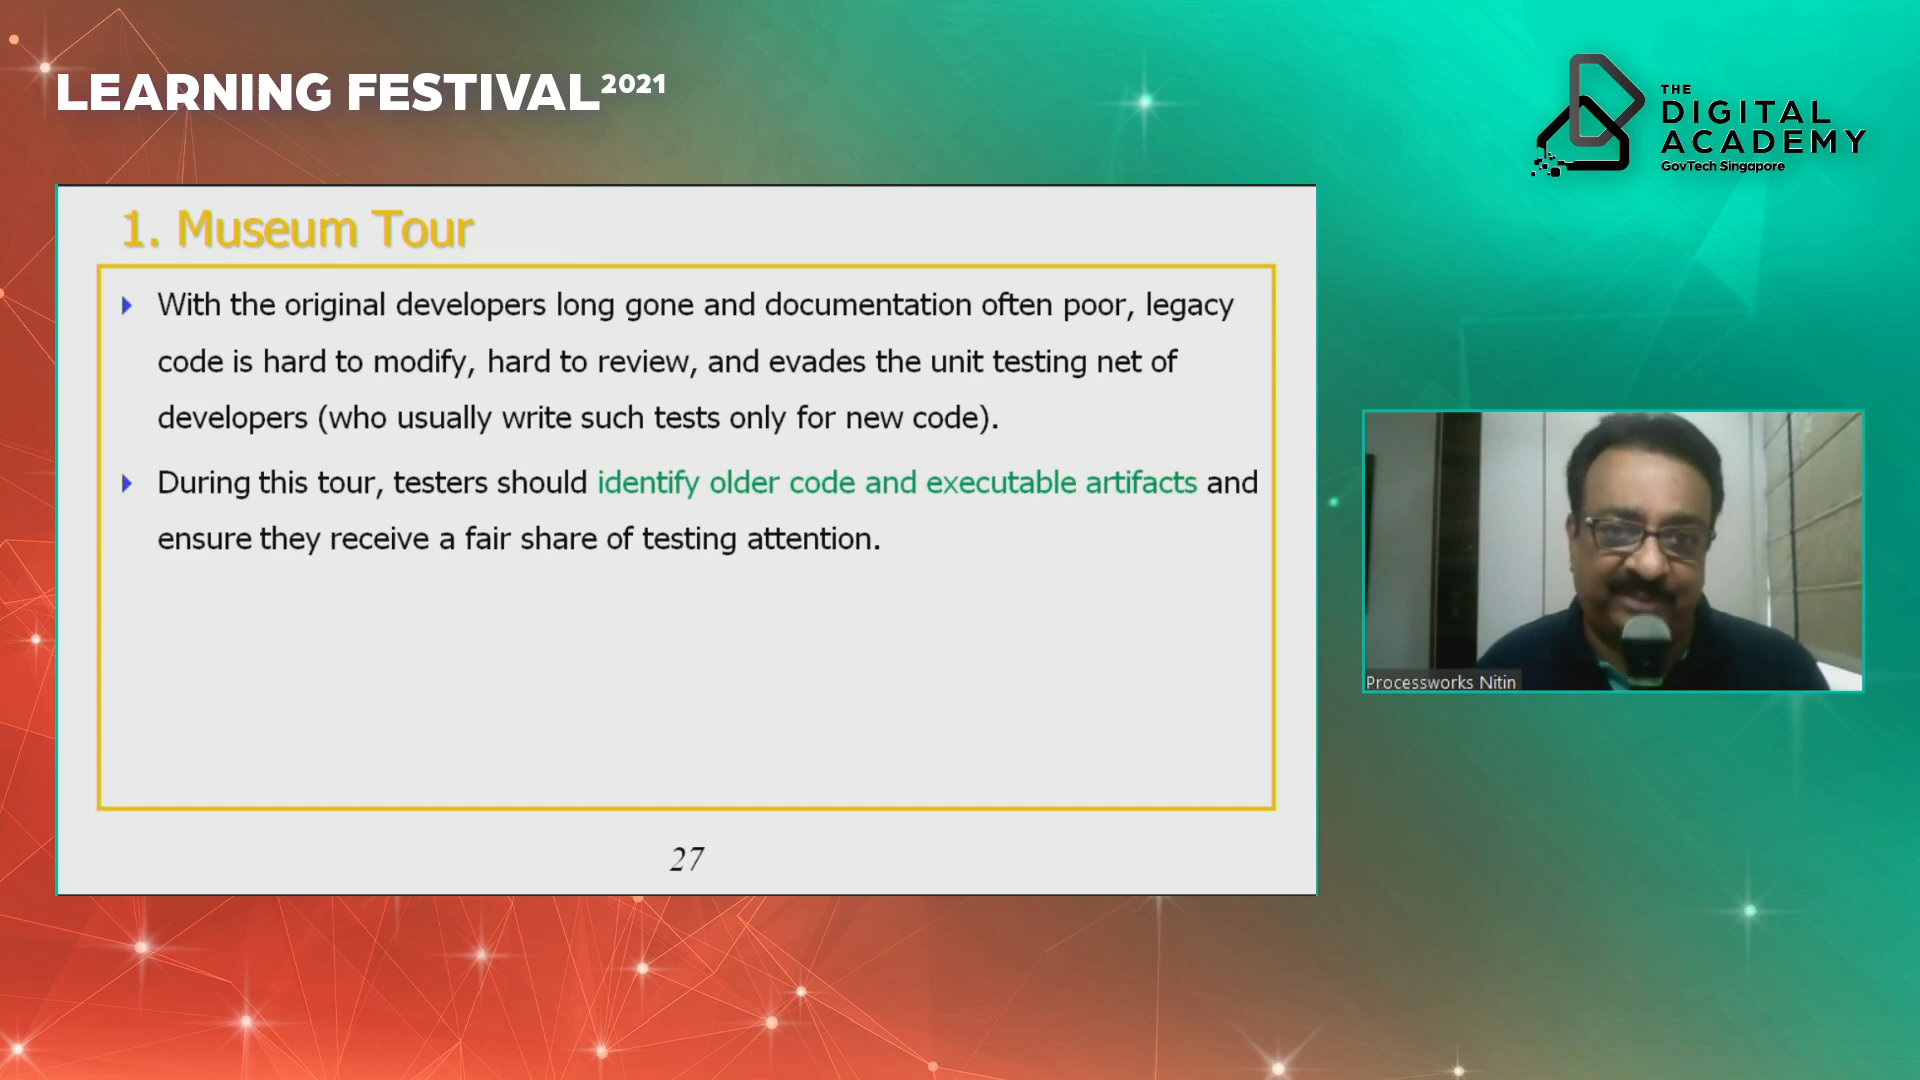 LEARNING FESTIVAL 2021
THE
DIGITAL
ACADEMY
GovTech Singapore
1. Museum Tour
With the original developers long gone and documentation often poor, legacy
code is hard to modify, hard to review, and evades the unit testing net of
developers (who usually write such tests only for new code).
During this tour, testers should identify older code and executable artifacts and
ensure they receive a fair share of testing attention.
27
Processworks Nitin